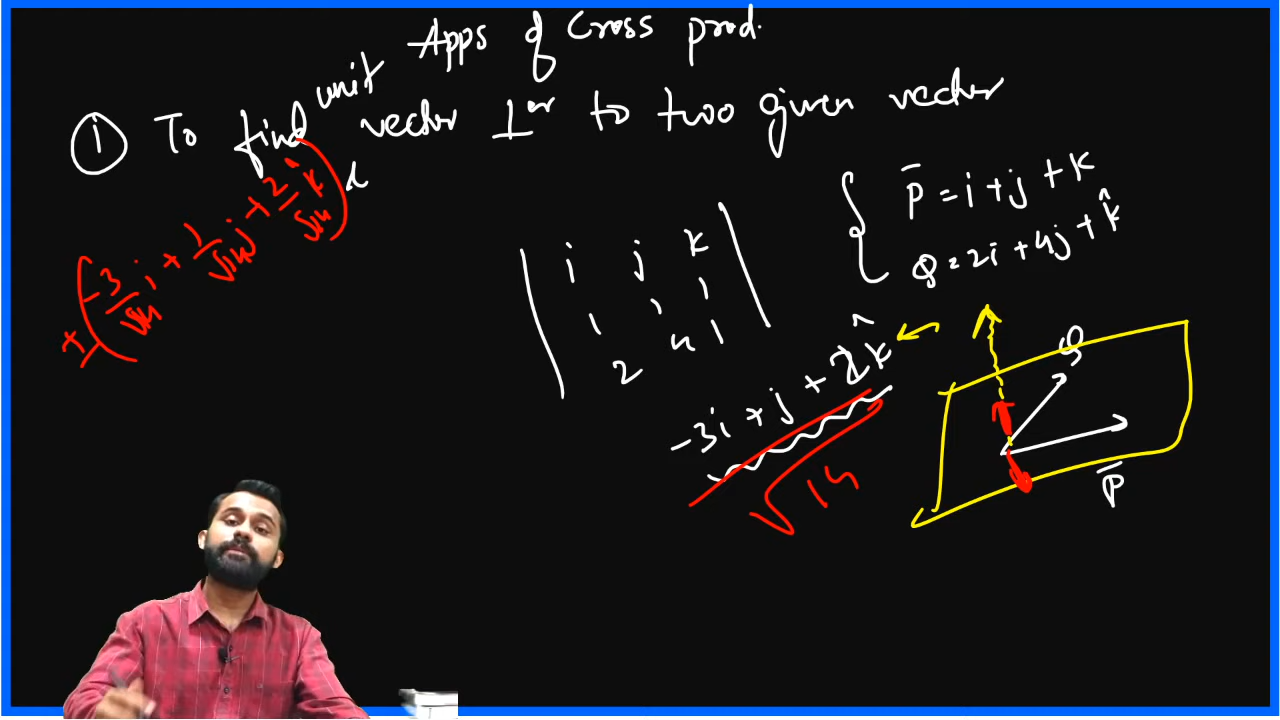 Apps of Cross prod.
① To find unit vector ⊥ar to two given vector
P̄ = i + j + k
Q = 2i + 4j + k̂
| i j k |
| 1 1 1 |
| 2 4 1 |
-3i + j + 2k̂
√14
±(-3/√14 i + 1/√14 j + 2/√14 k̂)
Q
P̄